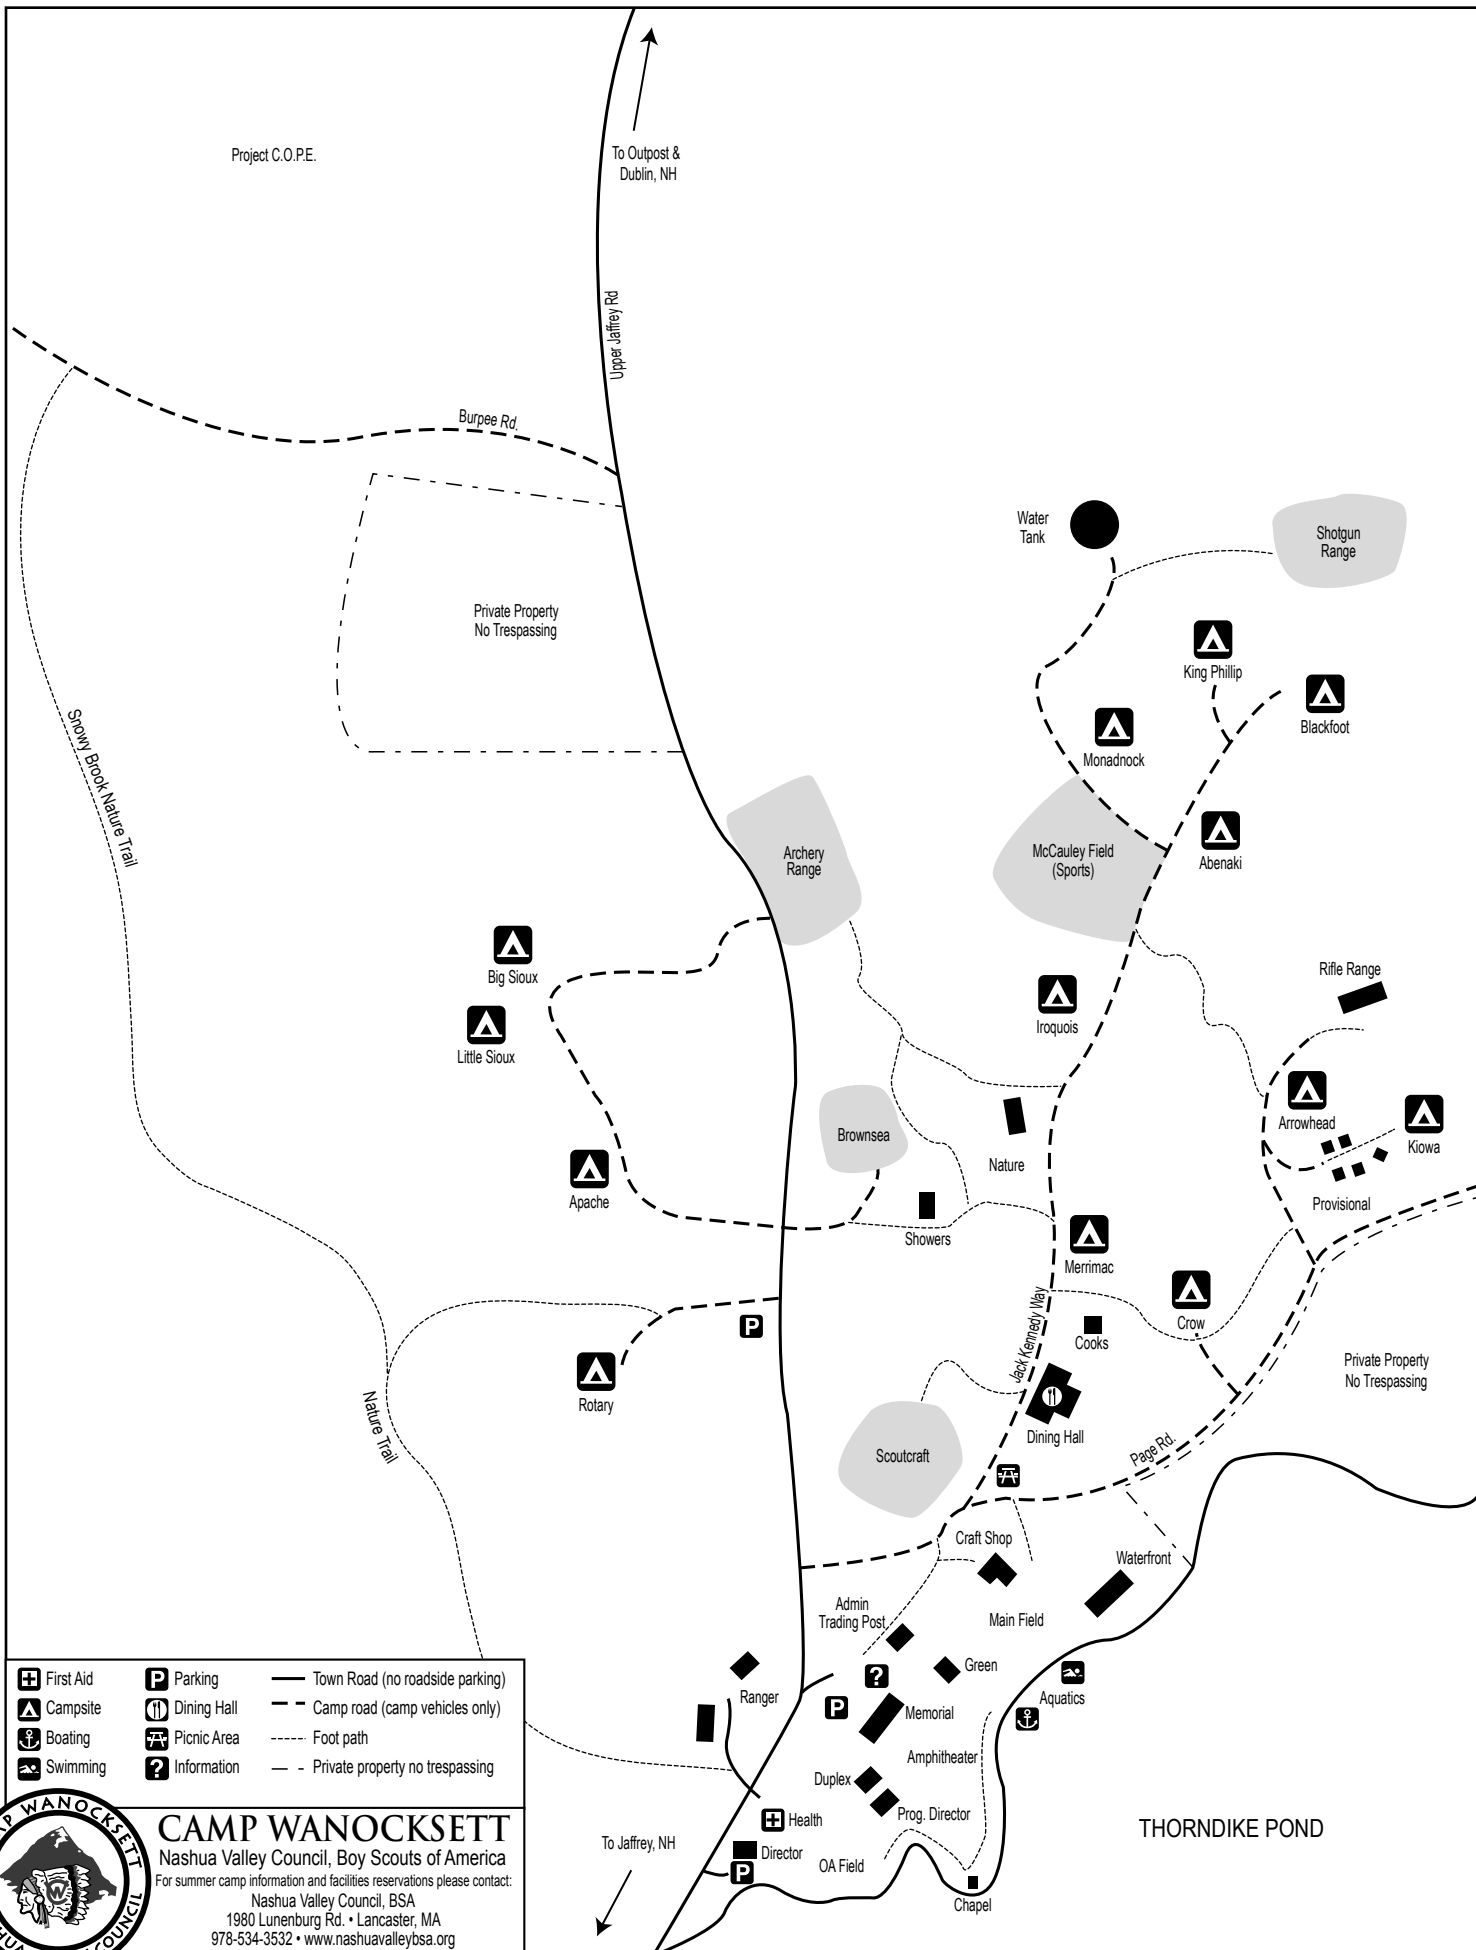 Project C.O.P.E.
To Outpost &
Dublin, NH
Upper Jaffrey Rd
Burpee Rd.
Water
Tank
Shotgun
Range
Private Property
No Trespassing
King Phillip
Blackfoot
Monadnock
Snowy Brook Nature Trail
Archery
Range
McCauley Field
(Sports)
Abenaki
Big Sioux
Rifle Range
Iroquois
Little Sioux
Arrowhead
Brownsea
Kiowa
Nature
Apache
Provisional
Showers
Merrimac
Jack Kennedy Way
Crow
P
Cooks
Private Property
No Trespassing
Rotary
Nature Trail
Dining Hall
Page Rd.
Scoutcraft
Craft Shop
Waterfront
Admin
Trading Post
Main Field
Green
?
Ranger
P
Aquatics
Memorial
Amphitheater
Duplex
Prog. Director
Health
THORNDIKE POND
To Jaffrey, NH
Director
OA Field
P
Chapel
First Aid
P Parking
Town Road (no roadside parking)
Campsite
Dining Hall
Camp road (camp vehicles only)
Boating
Picnic Area
Foot path
Swimming
? Information
Private property no trespassing
WANOCKSETT
W
COUNCIL
CAMP WANOCKSETT
Nashua Valley Council, Boy Scouts of America
For summer camp information and facilities reservations please contact:
Nashua Valley Council, BSA
1980 Lunenburg Rd. • Lancaster, MA
978-534-3532 • www.nashuavalleybsa.org